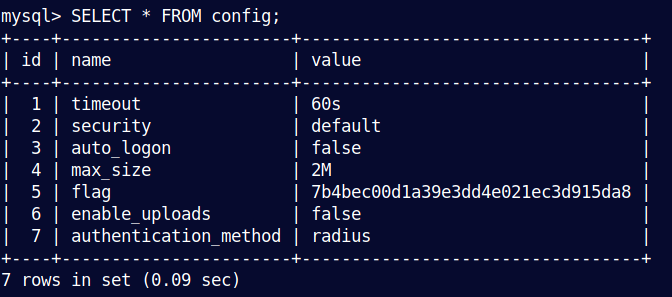 mysql> SELECT * FROM config;
+----+-----------------------+----------------------------------+
| id | name                  | value                            |
+----+-----------------------+----------------------------------+
|  1 | timeout               | 60s                              |
|  2 | security              | default                          |
|  3 | auto_logon            | false                            |
|  4 | max_size              | 2M                               |
|  5 | flag                  | 7b4bec00d1a39e3dd4e021ec3d915da8 |
|  6 | enable_uploads        | false                            |
|  7 | authentication_method | radius                           |
+----+-----------------------+----------------------------------+
7 rows in set (0.09 sec)